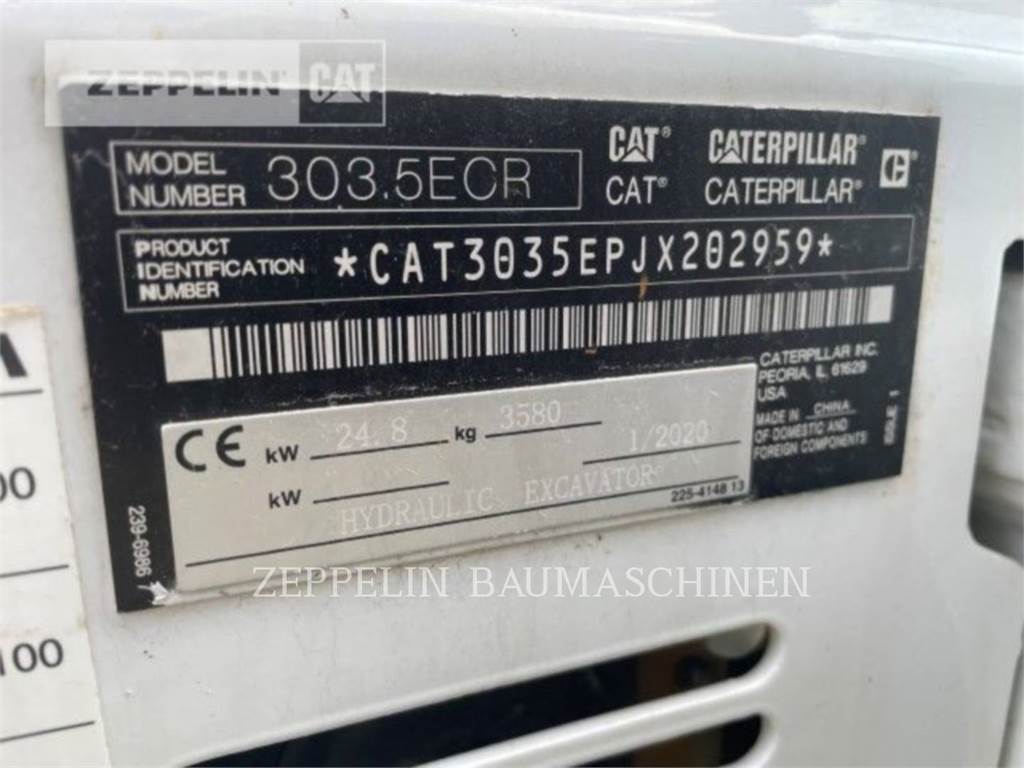 ZEPPELIN CAT
MODEL NUMBER 303.5ECR
CAT® CATERPILLAR®
CAT® CATERPILLAR®
PRODUCT IDENTIFICATION NUMBER *CAT3035EPJX202959*
CATERPILLAR INC.
PEORIA, IL 61629
USA
MADE IN CHINA
OF DOMESTIC AND
FOREIGN COMPONENTS
CE kW 24.8 kg 3580
1/2020
kW
HYDRAULIC EXCAVATOR
225-4148 13
239-6986
ZEPPELIN BAUMASCHINEN
00
100